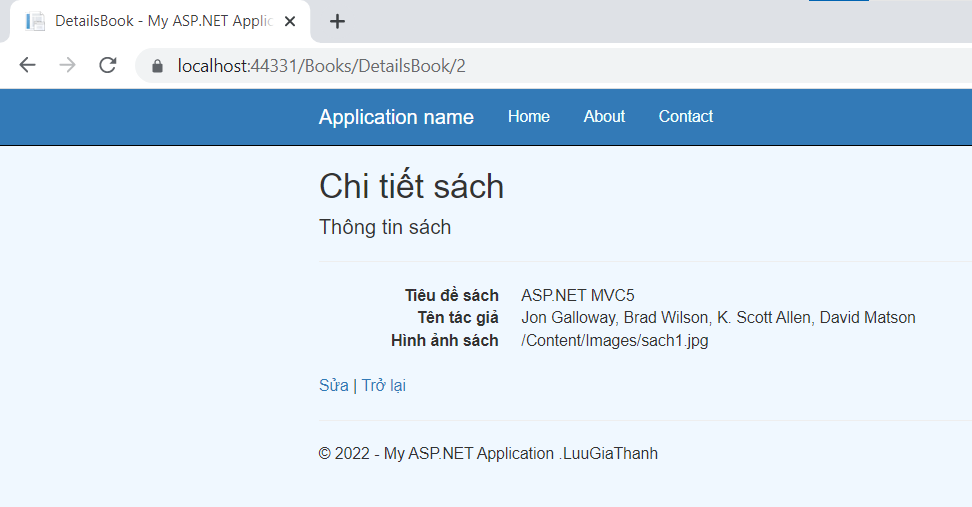 DetailsBook - My ASP.NET Applic
localhost:44331/Books/DetailsBook/2
Application name Home About Contact
Chi tiết sách
Thông tin sách
Tiêu đề sách ASP.NET MVC5
Tên tác giả Jon Galloway, Brad Wilson, K. Scott Allen, David Matson
Hình ảnh sách /Content/Images/sach1.jpg
Sửa | Trở lại
© 2022 - My ASP.NET Application .LuuGiaThanh